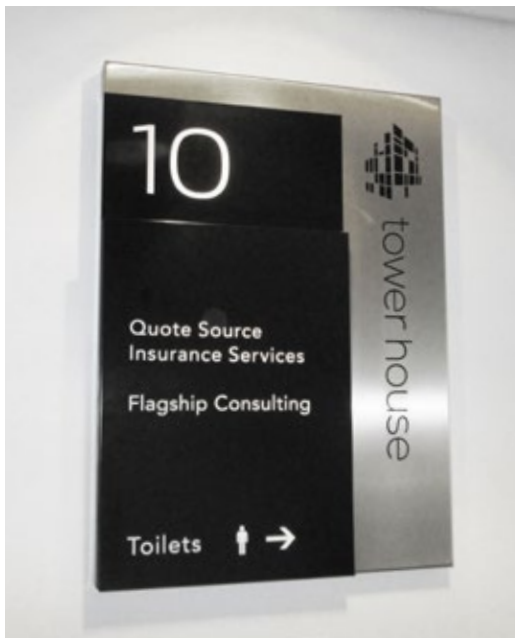 10
Quote Source
Insurance Services
Flagship Consulting
Toilets
tower house